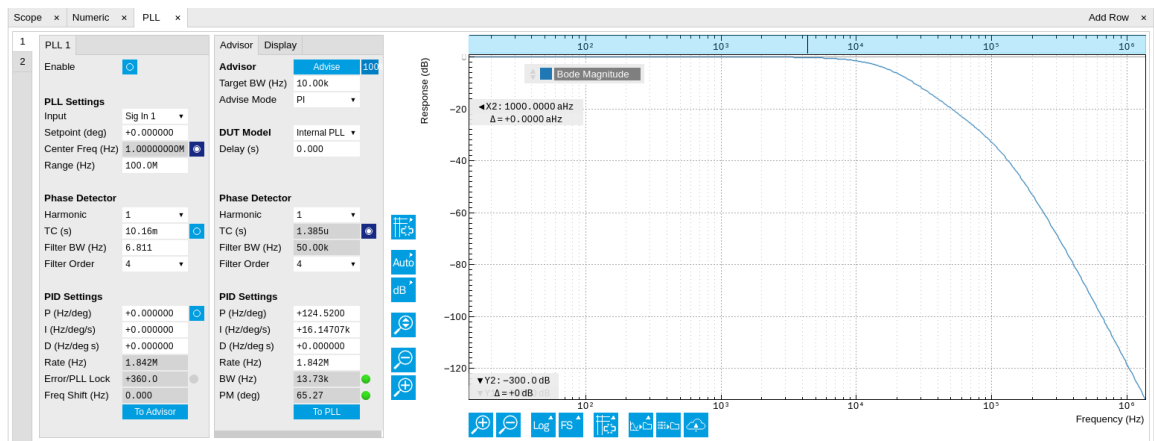 Scope × Numeric × PLL × Add Row ×
1
2
PLL 1
Enable
PLL Settings
Input Sig In 1
Setpoint (deg) +0.000000
Center Freq (Hz) 1.0000000M
Range (Hz) 100.0M
Phase Detector
Harmonic 1
TC (s) 10.16m
Filter BW (Hz) 6.811
Filter Order 4
PID Settings
P (Hz/deg) +0.000000
I (Hz/deg/s) +0.000000
D (Hz/deg s) +0.000000
Rate (Hz) 1.842M
Error/PLL Lock +360.0
Freq Shift (Hz) 0.000
To Advisor
Advisor Display
Advisor Advise 100
Target BW (Hz) 10.00k
Advise Mode PI
DUT Model Internal PLL
Delay (s) 0.000
Phase Detector
Harmonic 1
TC (s) 1.385u
Filter BW (Hz) 50.00k
Filter Order 4
PID Settings
P (Hz/deg) +124.5200
I (Hz/deg/s) +16.14707k
D (Hz/deg s) +0.000000
Rate (Hz) 1.842M
BW (Hz) 13.73k
PM (deg) 65.27
To PLL
Auto
dB
10² 10³ 10⁴ 10⁵ 10⁶
Response (dB)
Bode Magnitude
◄X2: 1000.0000 aHz
Δ = +0.0000 aHz
0
−20
−40
−60
−80
−100
−120
▼Y2: −300.0 dB
Δ = +0 dB
10² 10³ 10⁴ 10⁵ 10⁶
Frequency (Hz)
Log FS